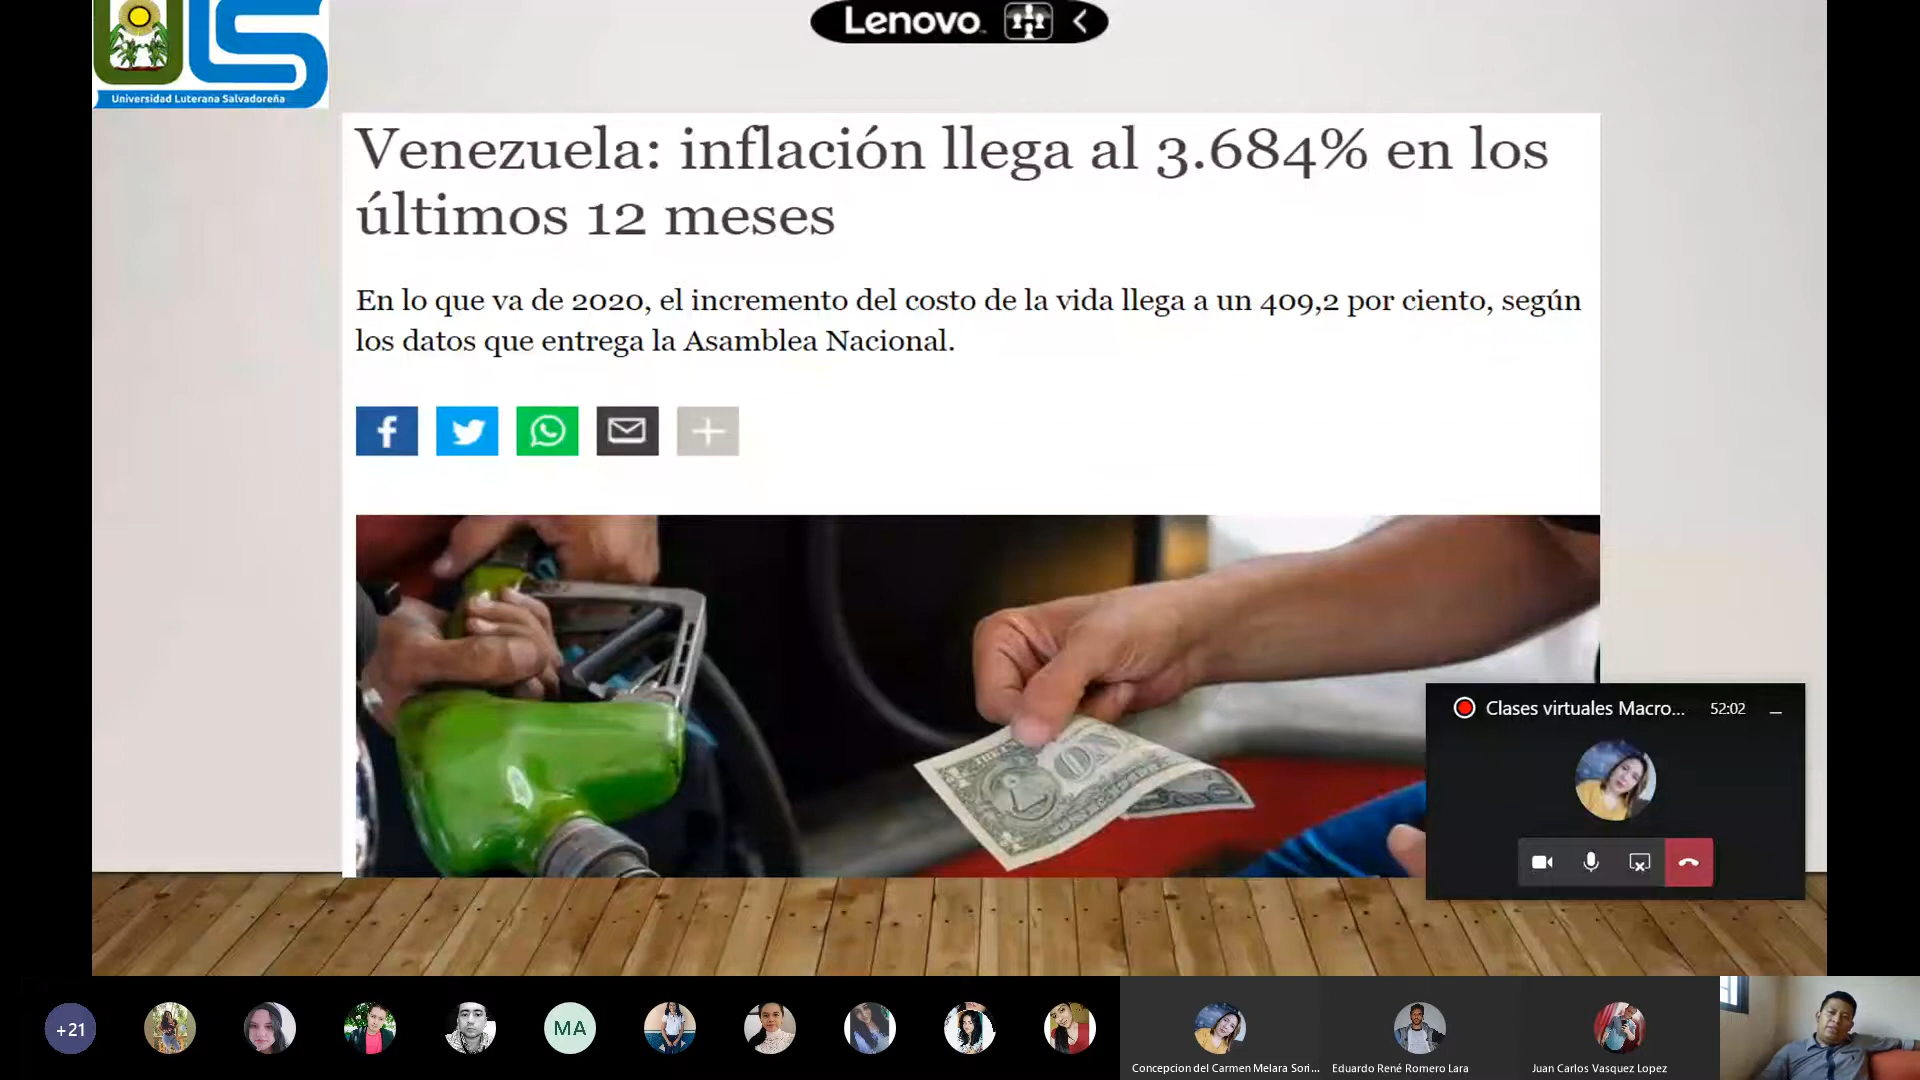 Lenovo
Universidad Luterana Salvadoreña
Venezuela: inflación llega al 3.684% en los
últimos 12 meses
En lo que va de 2020, el incremento del costo de la vida llega a un 409,2 por ciento, según
los datos que entrega la Asamblea Nacional.
Clases virtuales Macro... 52:02
+21
MA
Concepcion del Carmen Melara Sori...
Eduardo René Romero Lara
Juan Carlos Vasquez Lopez